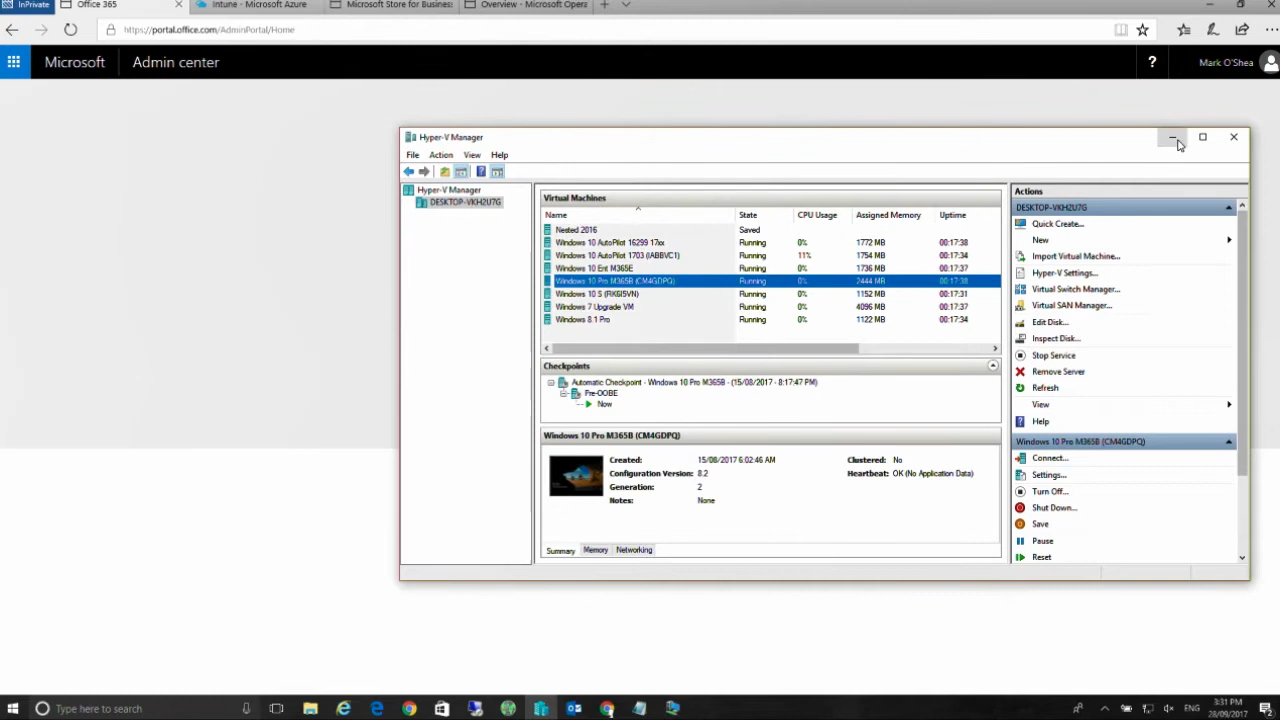 InPrivate Office 365 Intune - Microsoft Azure Microsoft Store for Business Overview - Microsoft Opera
https://portal.office.com/AdminPortal/Home
Microsoft Admin center ? Mark O'Shea
Hyper-V Manager
File Action View Help
Hyper-V Manager
DESKTOP-VKH2U7G
Virtual Machines
Name State CPU Usage Assigned Memory Uptime
Nested 2016 Saved
Windows 10 AutoPilot 16299 17xx Running 0% 1772 MB 00:17:38
Windows 10 AutoPilot 1703 (IABBVC1) Running 11% 1754 MB 00:17:34
Windows 10 Ent M365E Running 0% 1736 MB 00:17:37
Windows 10 Pro M365B (CM4GDPQ) Running 0% 2444 MB 00:17:38
Windows 10 S (RK6I5VN) Running 0% 1152 MB 00:17:31
Windows 7 Upgrade VM Running 0% 4096 MB 00:17:37
Windows 8.1 Pro Running 0% 1122 MB 00:17:34
Checkpoints
Automatic Checkpoint - Windows 10 Pro M365B - (15/08/2017 - 8:17:47 PM)
Pre-OOBE
Now
Windows 10 Pro M365B (CM4GDPQ)
Created: 15/08/2017 6:02:46 AM Clustered: No
Configuration Version: 8.2 Heartbeat: OK (No Application Data)
Generation: 2
Notes: None
Summary Memory Networking
Actions
DESKTOP-VKH2U7G
Quick Create...
New
Import Virtual Machine...
Hyper-V Settings...
Virtual Switch Manager...
Virtual SAN Manager...
Edit Disk...
Inspect Disk...
Stop Service
Remove Server
Refresh
View
Help
Windows 10 Pro M365B (CM4GDPQ)
Connect...
Settings...
Turn Off...
Shut Down...
Save
Pause
Reset
Type here to search
ENG
3:31 PM
28/09/2017